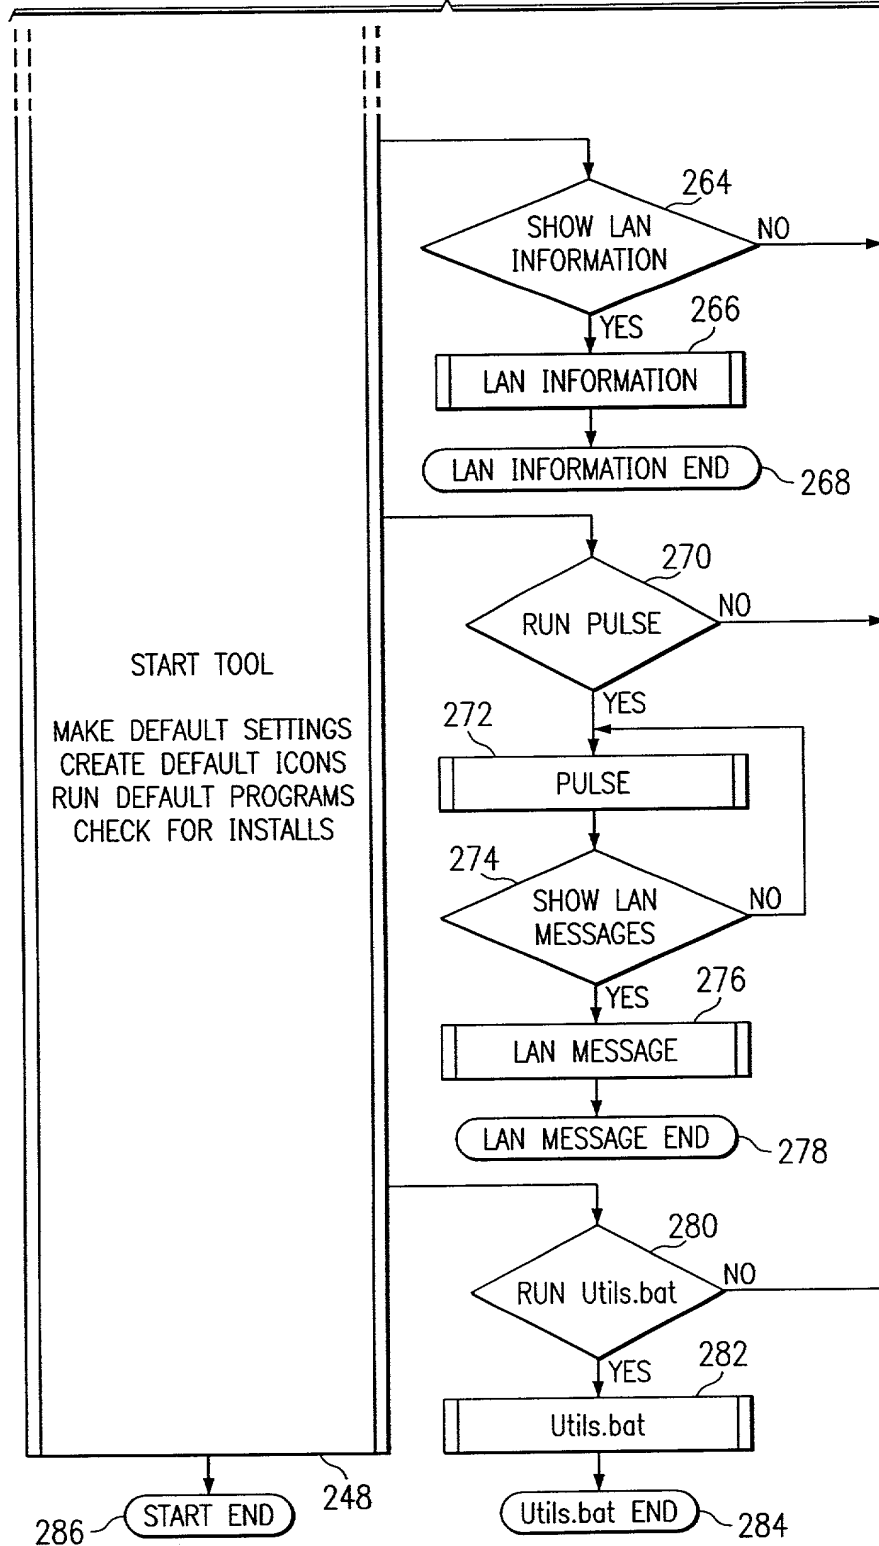 264
SHOW LAN
INFORMATION
NO
YES
266
LAN INFORMATION
LAN INFORMATION END
268
270
RUN PULSE
NO
YES
START TOOL
MAKE DEFAULT SETTINGS
CREATE DEFAULT ICONS
RUN DEFAULT PROGRAMS
CHECK FOR INSTALLS
272
PULSE
274
SHOW LAN
MESSAGES
NO
YES
276
LAN MESSAGE
LAN MESSAGE END
278
280
RUN Utils.bat
NO
YES
282
Utils.bat
248
286
START END
Utils.bat END
284